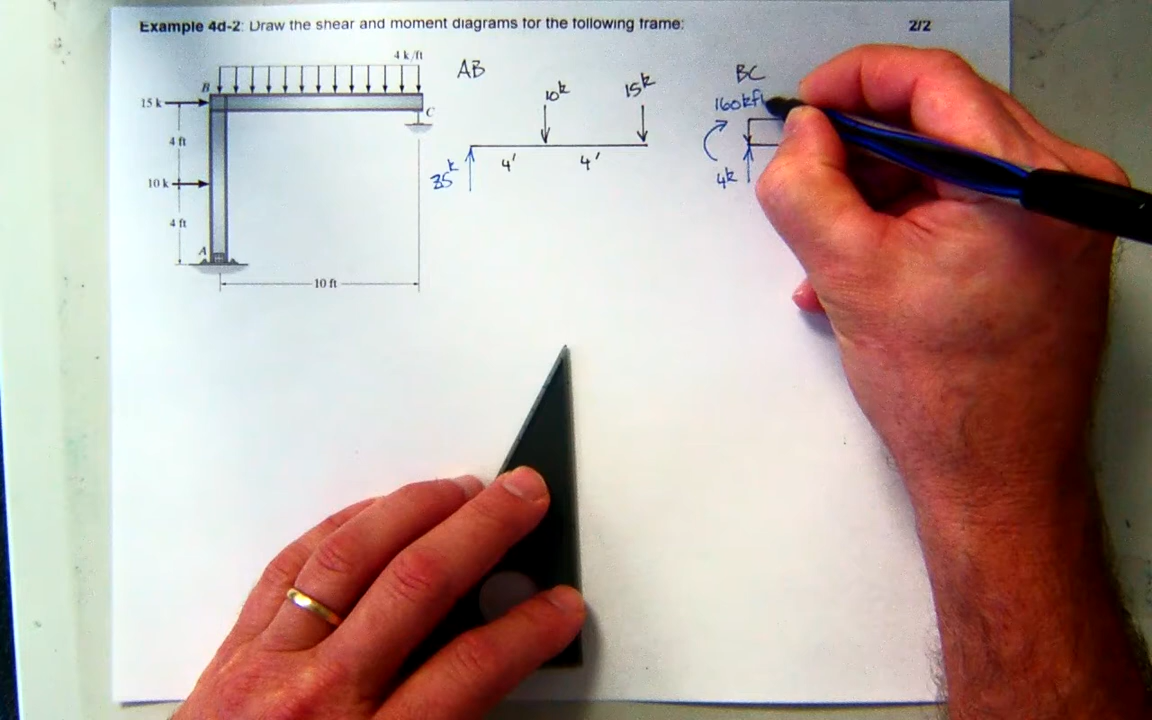 Example 4d-2: Draw the shear and moment diagrams for the following frame: 2/2
4 k/ft
B
15 k
C
4 ft
10 k
4 ft
A
10 ft
AB
10k
15k
4'
4'
35k
BC
160kft
4k